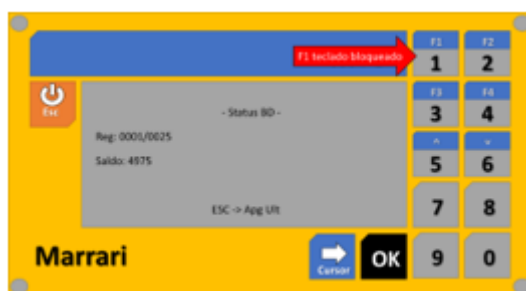 F1 teclado bloqueado
F1
1
F2
2
Esc
- Status BD -
Reg: 0001/0025
Saldo: 4975
ESC -> Apg Ult
F3
3
F4
4
^
5
v
6
7
8
Marrari
Cursor
OK
9
0